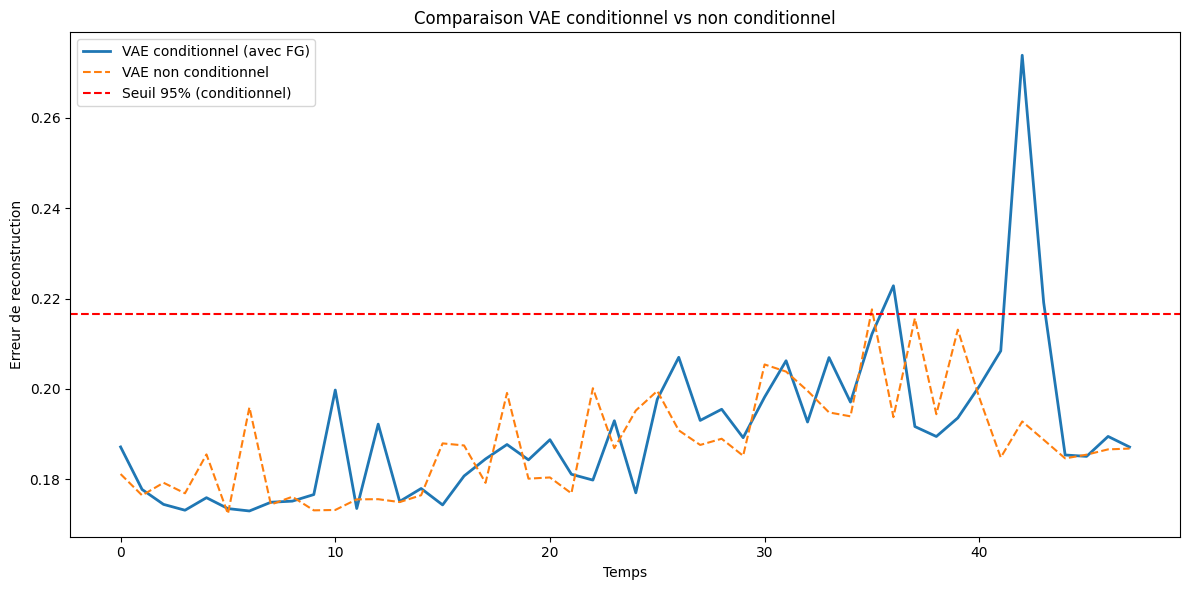 Comparaison VAE conditionnel vs non conditionnel
VAE conditionnel (avec FG)
VAE non conditionnel
Seuil 95% (conditionnel)
Erreur de reconstruction
0.26
0.24
0.22
0.20
0.18
0
10
20
30
40
Temps